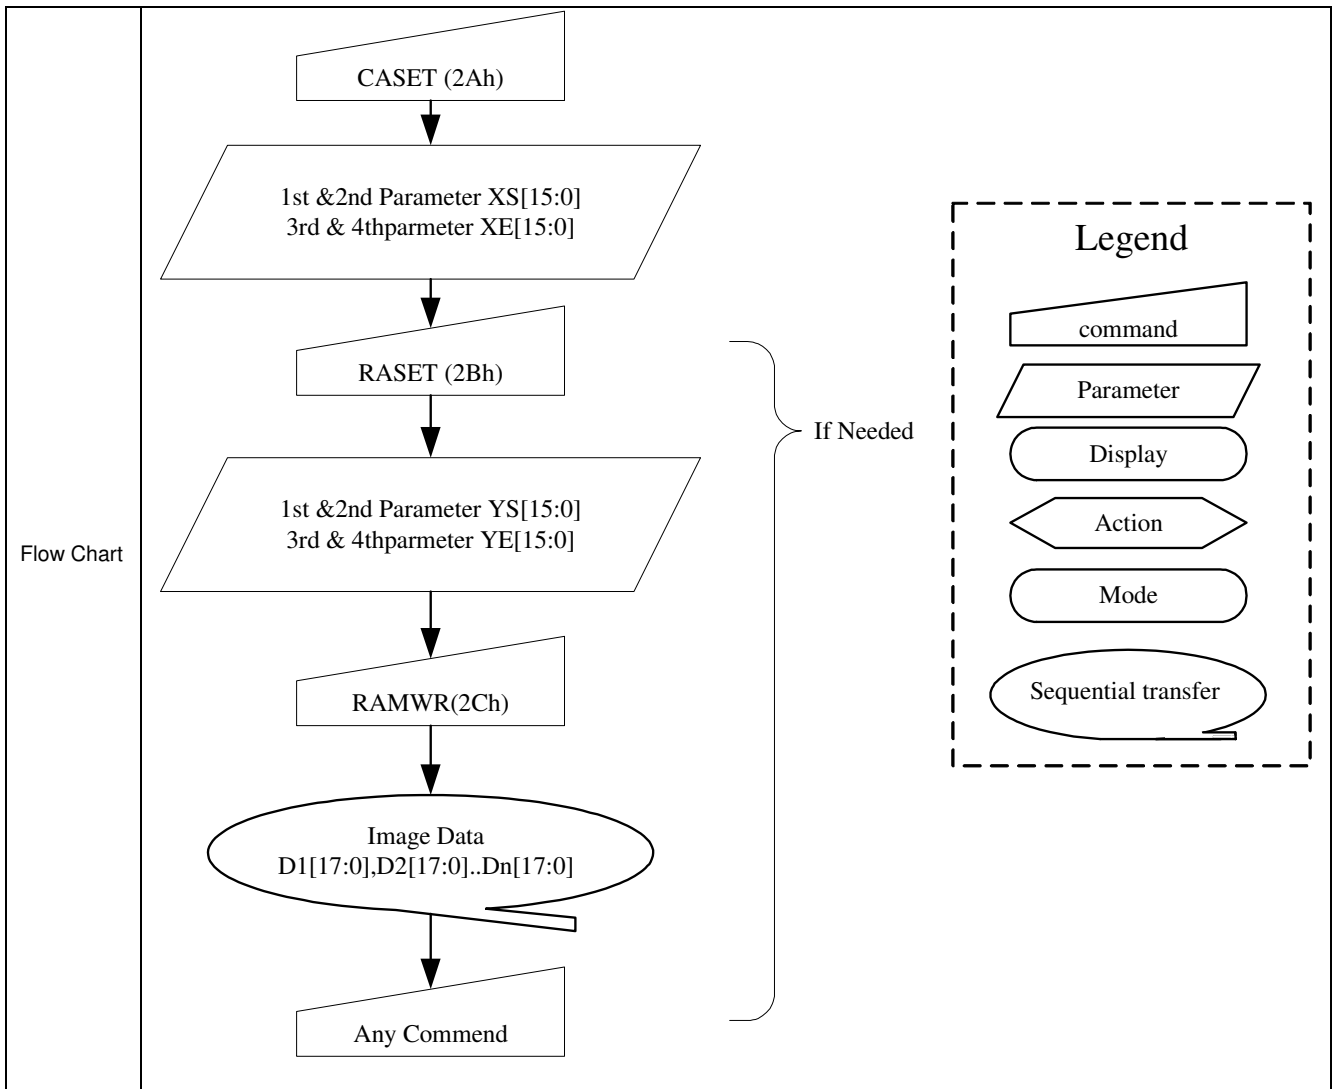 Flow Chart
CASET (2Ah)
1st &2nd Parameter XS[15:0]
3rd & 4thparmeter XE[15:0]
RASET (2Bh)
1st &2nd Parameter YS[15:0]
3rd & 4thparmeter YE[15:0]
RAMWR(2Ch)
Image Data
D1[17:0],D2[17:0]..Dn[17:0]
Any Commend
If Needed
Legend
command
Parameter
Display
Action
Mode
Sequential transfer